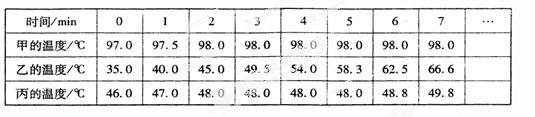 时间/min 0 1 2 3 4 5 6 7 …
甲的温度/℃ 97.0 97.5 98.0 98.0 98.0 98.0 98.0 98.0
乙的温度/℃ 35.0 40.0 45.0 49.5 54.0 58.3 62.5 66.6
丙的温度/℃ 46.0 47.0 48.0 48.0 48.0 48.0 48.8 49.8